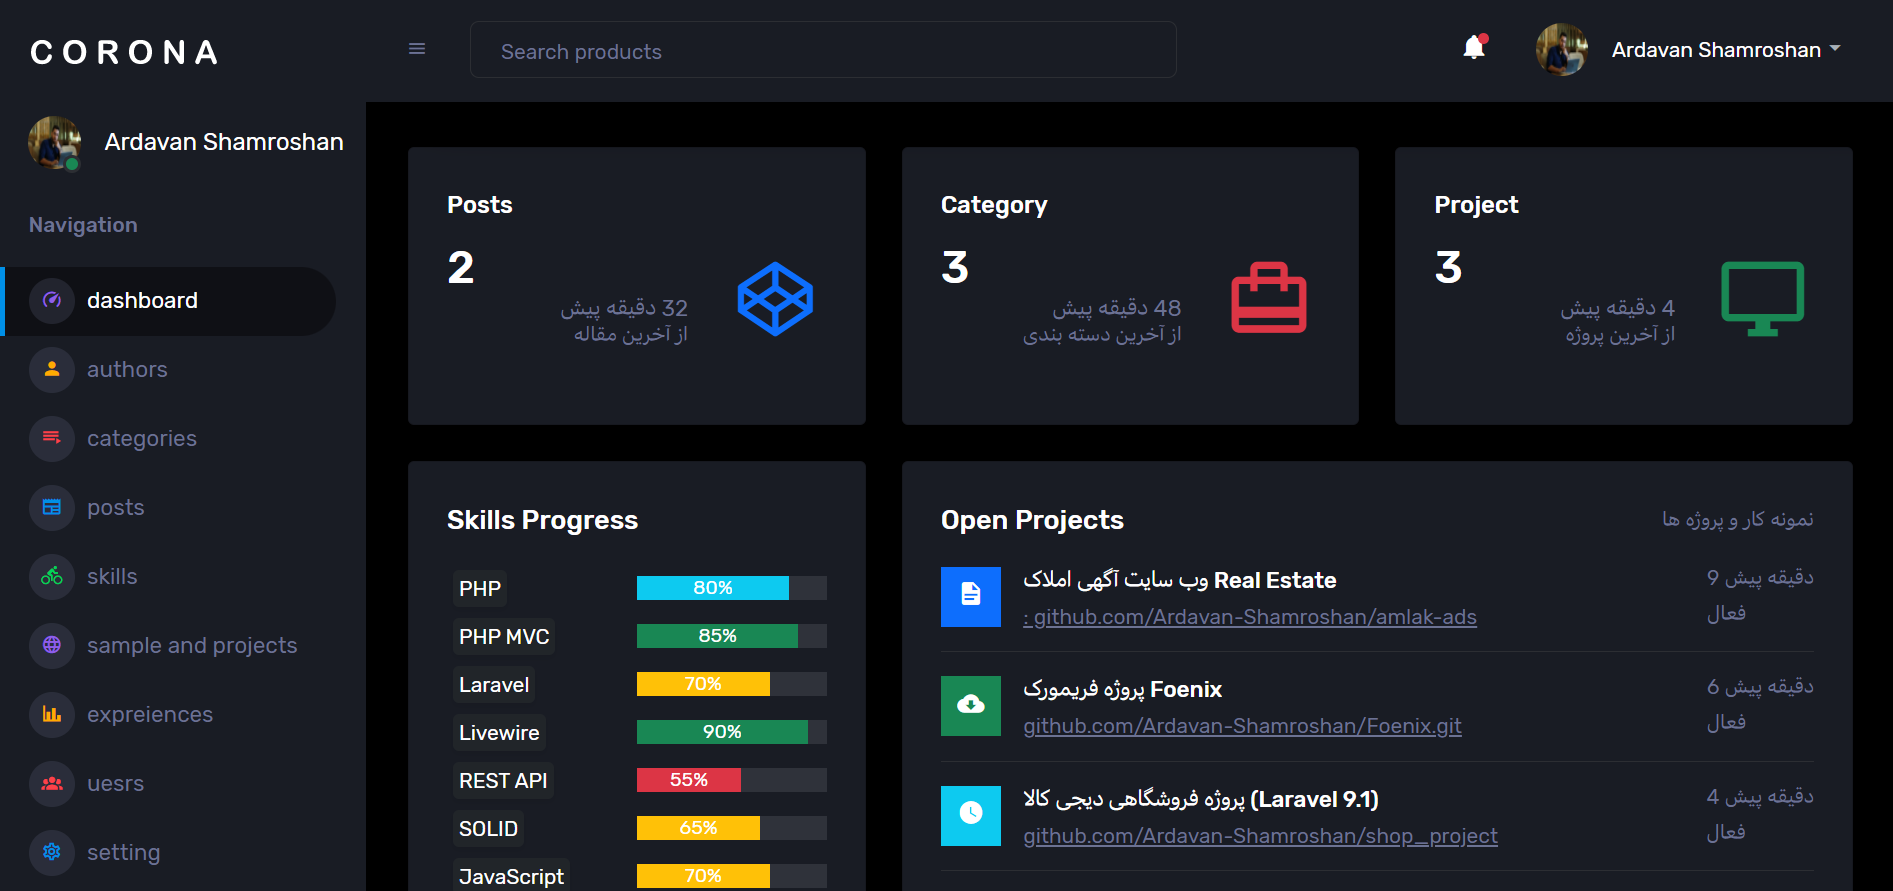 CORONA
Search products
Ardavan Shamroshan
Ardavan Shamroshan
Navigation
dashboard
authors
categories
posts
skills
sample and projects
expreiences
uesrs
setting
Posts
2
32 دقیقه پیش
از آخرین مقاله
Category
3
48 دقیقه پیش
از آخرین دسته بندی
Project
3
4 دقیقه پیش
از آخرین پروژه
Skills Progress
PHP 80%
PHP MVC 85%
Laravel 70%
Livewire 90%
REST API 55%
SOLID 65%
JavaScript 70%
Open Projects
نمونه کار و پروژه ها
وب سایت آگهی املاک Real Estate
: github.com/Ardavan-Shamroshan/amlak-ads
دقیقه پیش 9
فعال
پروژه فریمورک Foenix
github.com/Ardavan-Shamroshan/Foenix.git
دقیقه پیش 6
فعال
پروژه فروشگاهی دیجی کالا (Laravel 9.1)
github.com/Ardavan-Shamroshan/shop_project
دقیقه پیش 4
فعال